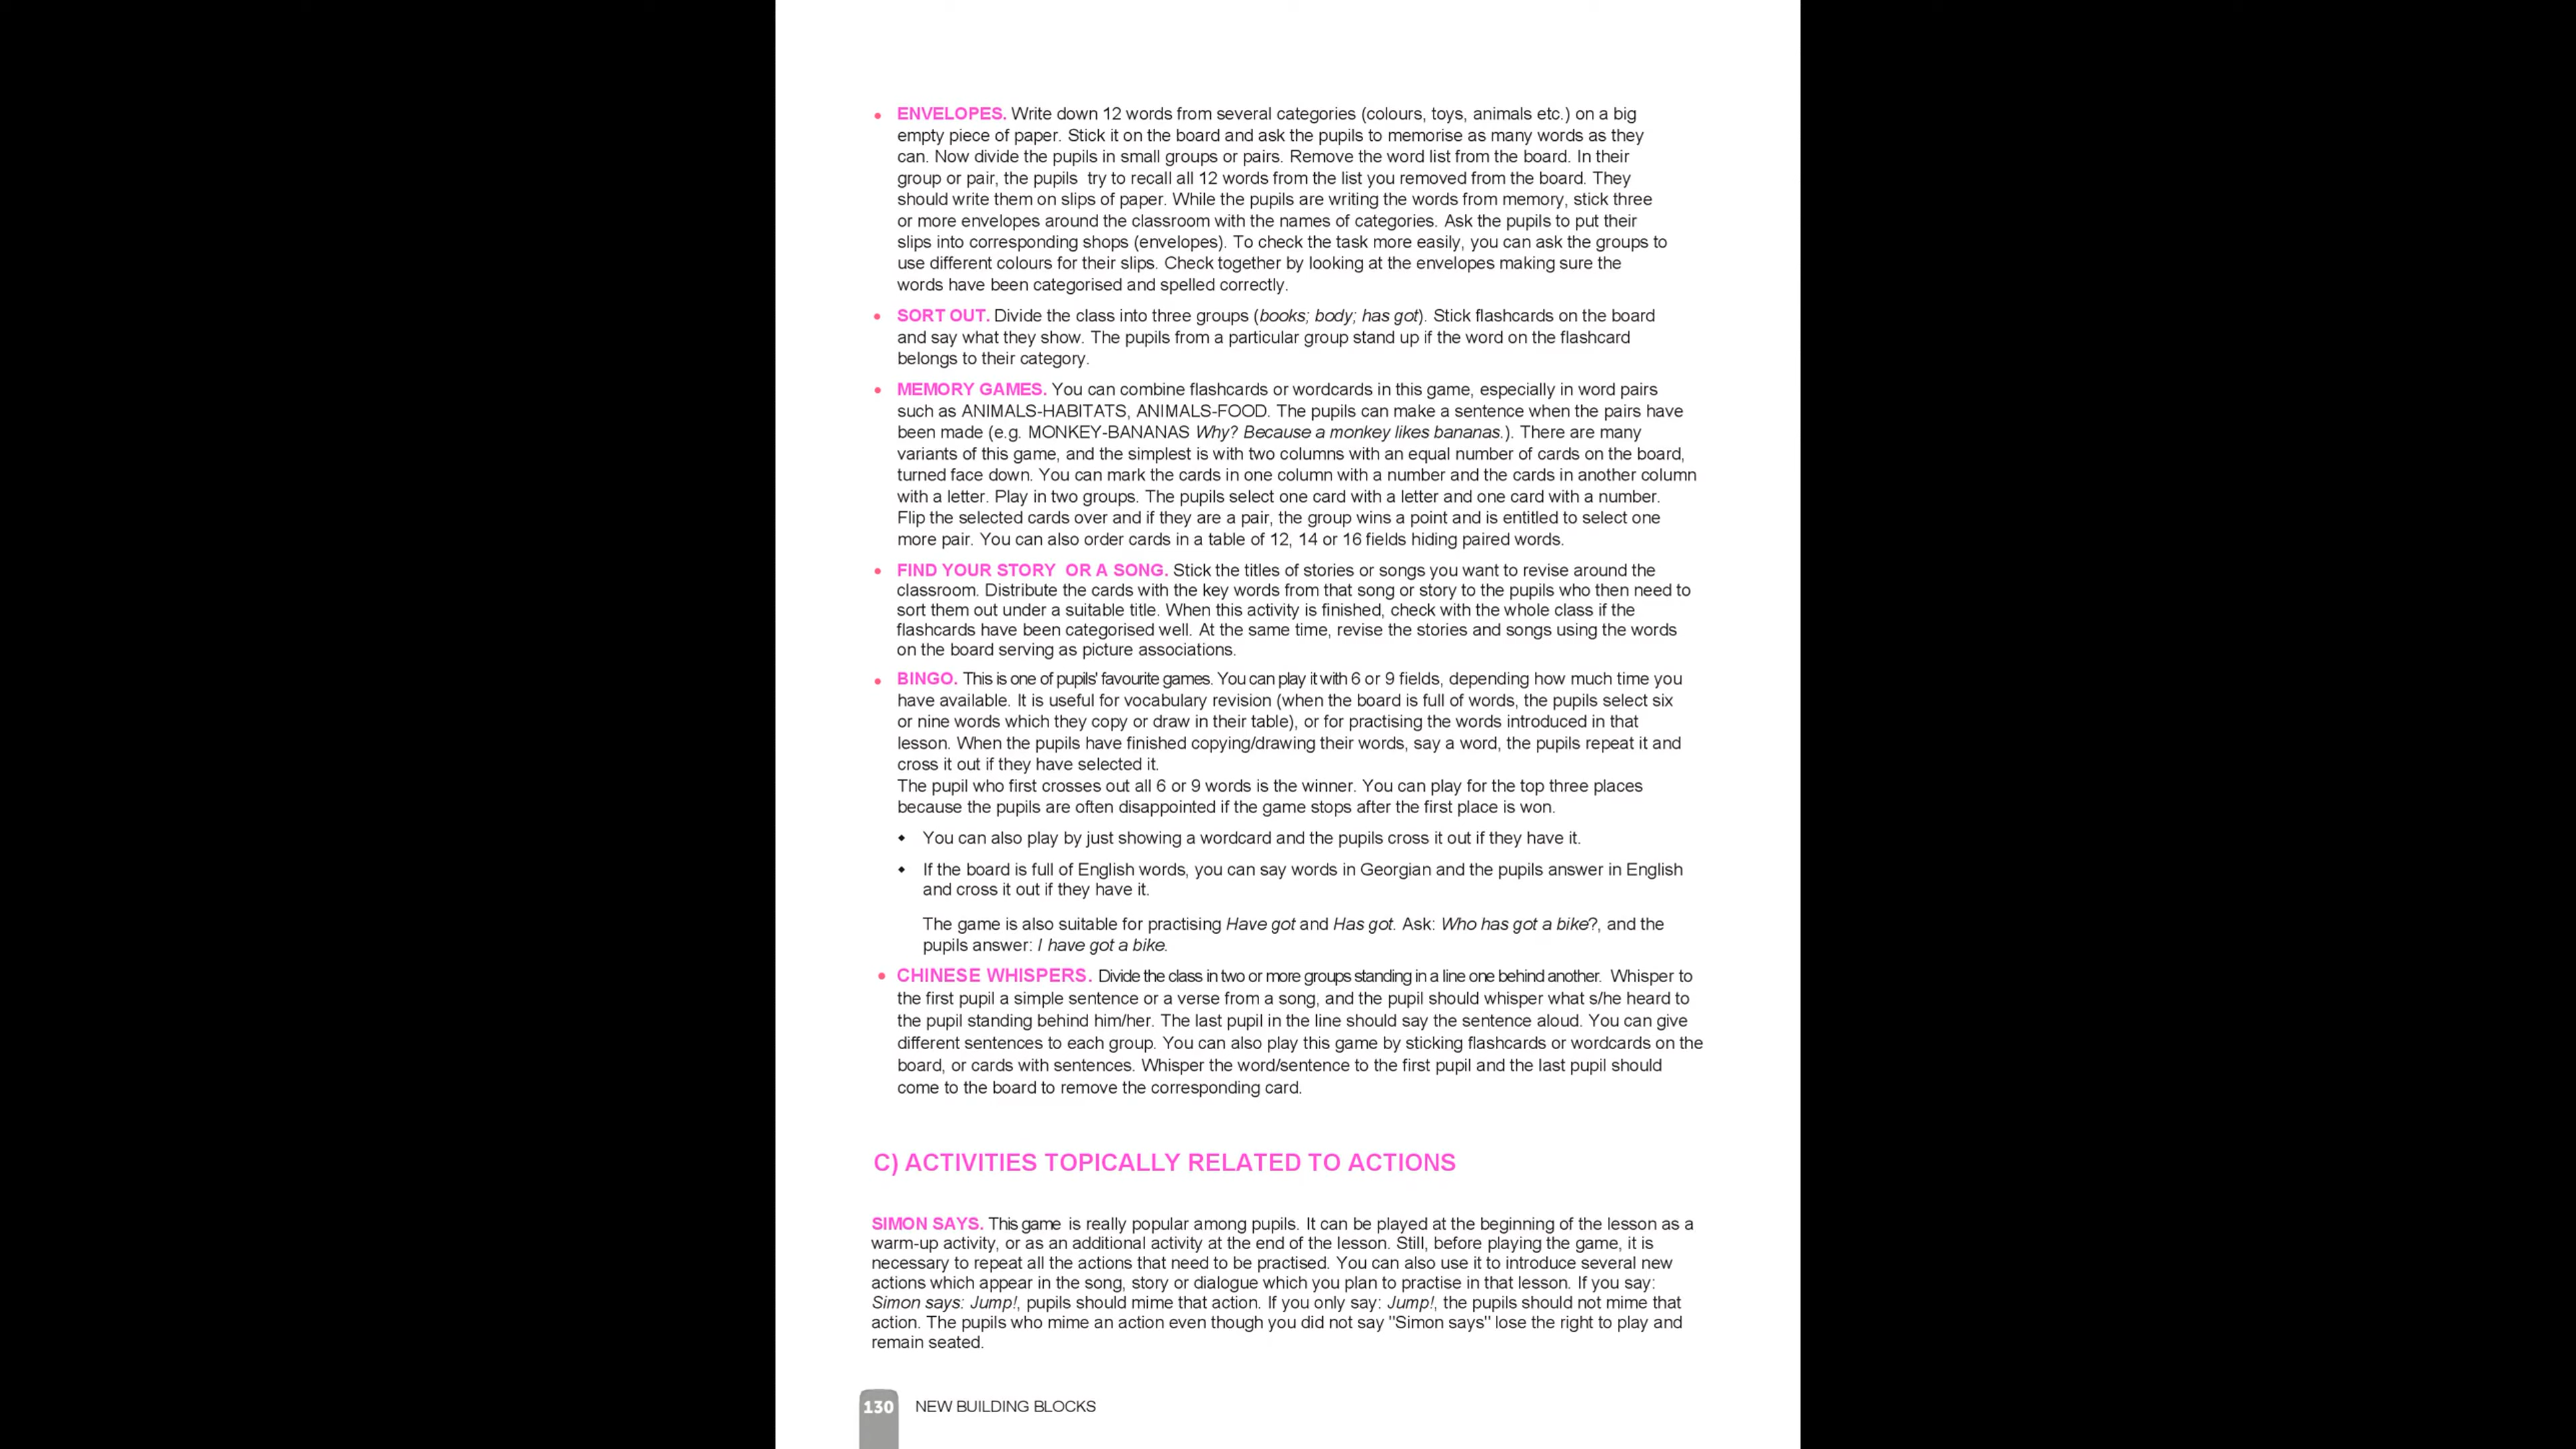 • ENVELOPES. Write down 12 words from several categories (colours, toys, animals etc.) on a big
empty piece of paper. Stick it on the board and ask the pupils to memorise as many words as they
can. Now divide the pupils in small groups or pairs. Remove the word list from the board. In their
group or pair, the pupils try to recall all 12 words from the list you removed from the board. They
should write them on slips of paper. While the pupils are writing the words from memory, stick three
or more envelopes around the classroom with the names of categories. Ask the pupils to put their
slips into corresponding shops (envelopes). To check the task more easily, you can ask the groups to
use different colours for their slips. Check together by looking at the envelopes making sure the
words have been categorised and spelled correctly.
• SORT OUT. Divide the class into three groups (books; body; has got). Stick flashcards on the board
and say what they show. The pupils from a particular group stand up if the word on the flashcard
belongs to their category.
• MEMORY GAMES. You can combine flashcards or wordcards in this game, especially in word pairs
such as ANIMALS-HABITATS, ANIMALS-FOOD. The pupils can make a sentence when the pairs have
been made (e.g. MONKEY-BANANAS Why? Because a monkey likes bananas.). There are many
variants of this game, and the simplest is with two columns with an equal number of cards on the board,
turned face down. You can mark the cards in one column with a number and the cards in another column
with a letter. Play in two groups. The pupils select one card with a letter and one card with a number.
Flip the selected cards over and if they are a pair, the group wins a point and is entitled to select one
more pair. You can also order cards in a table of 12, 14 or 16 fields hiding paired words.
• FIND YOUR STORY OR A SONG. Stick the titles of stories or songs you want to revise around the
classroom. Distribute the cards with the key words from that song or story to the pupils who then need to
sort them out under a suitable title. When this activity is finished, check with the whole class if the
flashcards have been categorised well. At the same time, revise the stories and songs using the words
on the board serving as picture associations.
• BINGO. This is one of pupils' favourite games. You can play it with 6 or 9 fields, depending how much time you
have available. It is useful for vocabulary revision (when the board is full of words, the pupils select six
or nine words which they copy or draw in their table), or for practising the words introduced in that
lesson. When the pupils have finished copying/drawing their words, say a word, the pupils repeat it and
cross it out if they have selected it.
The pupil who first crosses out all 6 or 9 words is the winner. You can play for the top three places
because the pupils are often disappointed if the game stops after the first place is won.
◆ You can also play by just showing a wordcard and the pupils cross it out if they have it.
◆ If the board is full of English words, you can say words in Georgian and the pupils answer in English
and cross it out if they have it.
The game is also suitable for practising Have got and Has got. Ask: Who has got a bike?, and the
pupils answer: I have got a bike.
• CHINESE WHISPERS. Divide the class in two or more groups standing in a line one behind another. Whisper to
the first pupil a simple sentence or a verse from a song, and the pupil should whisper what s/he heard to
the pupil standing behind him/her. The last pupil in the line should say the sentence aloud. You can give
different sentences to each group. You can also play this game by sticking flashcards or wordcards on the
board, or cards with sentences. Whisper the word/sentence to the first pupil and the last pupil should
come to the board to remove the corresponding card.
C) ACTIVITIES TOPICALLY RELATED TO ACTIONS
SIMON SAYS. This game is really popular among pupils. It can be played at the beginning of the lesson as a
warm-up activity, or as an additional activity at the end of the lesson. Still, before playing the game, it is
necessary to repeat all the actions that need to be practised. You can also use it to introduce several new
actions which appear in the song, story or dialogue which you plan to practise in that lesson. If you say:
Simon says: Jump!, pupils should mime that action. If you only say: Jump!, the pupils should not mime that
action. The pupils who mime an action even though you did not say "Simon says" lose the right to play and
remain seated.
130 NEW BUILDING BLOCKS